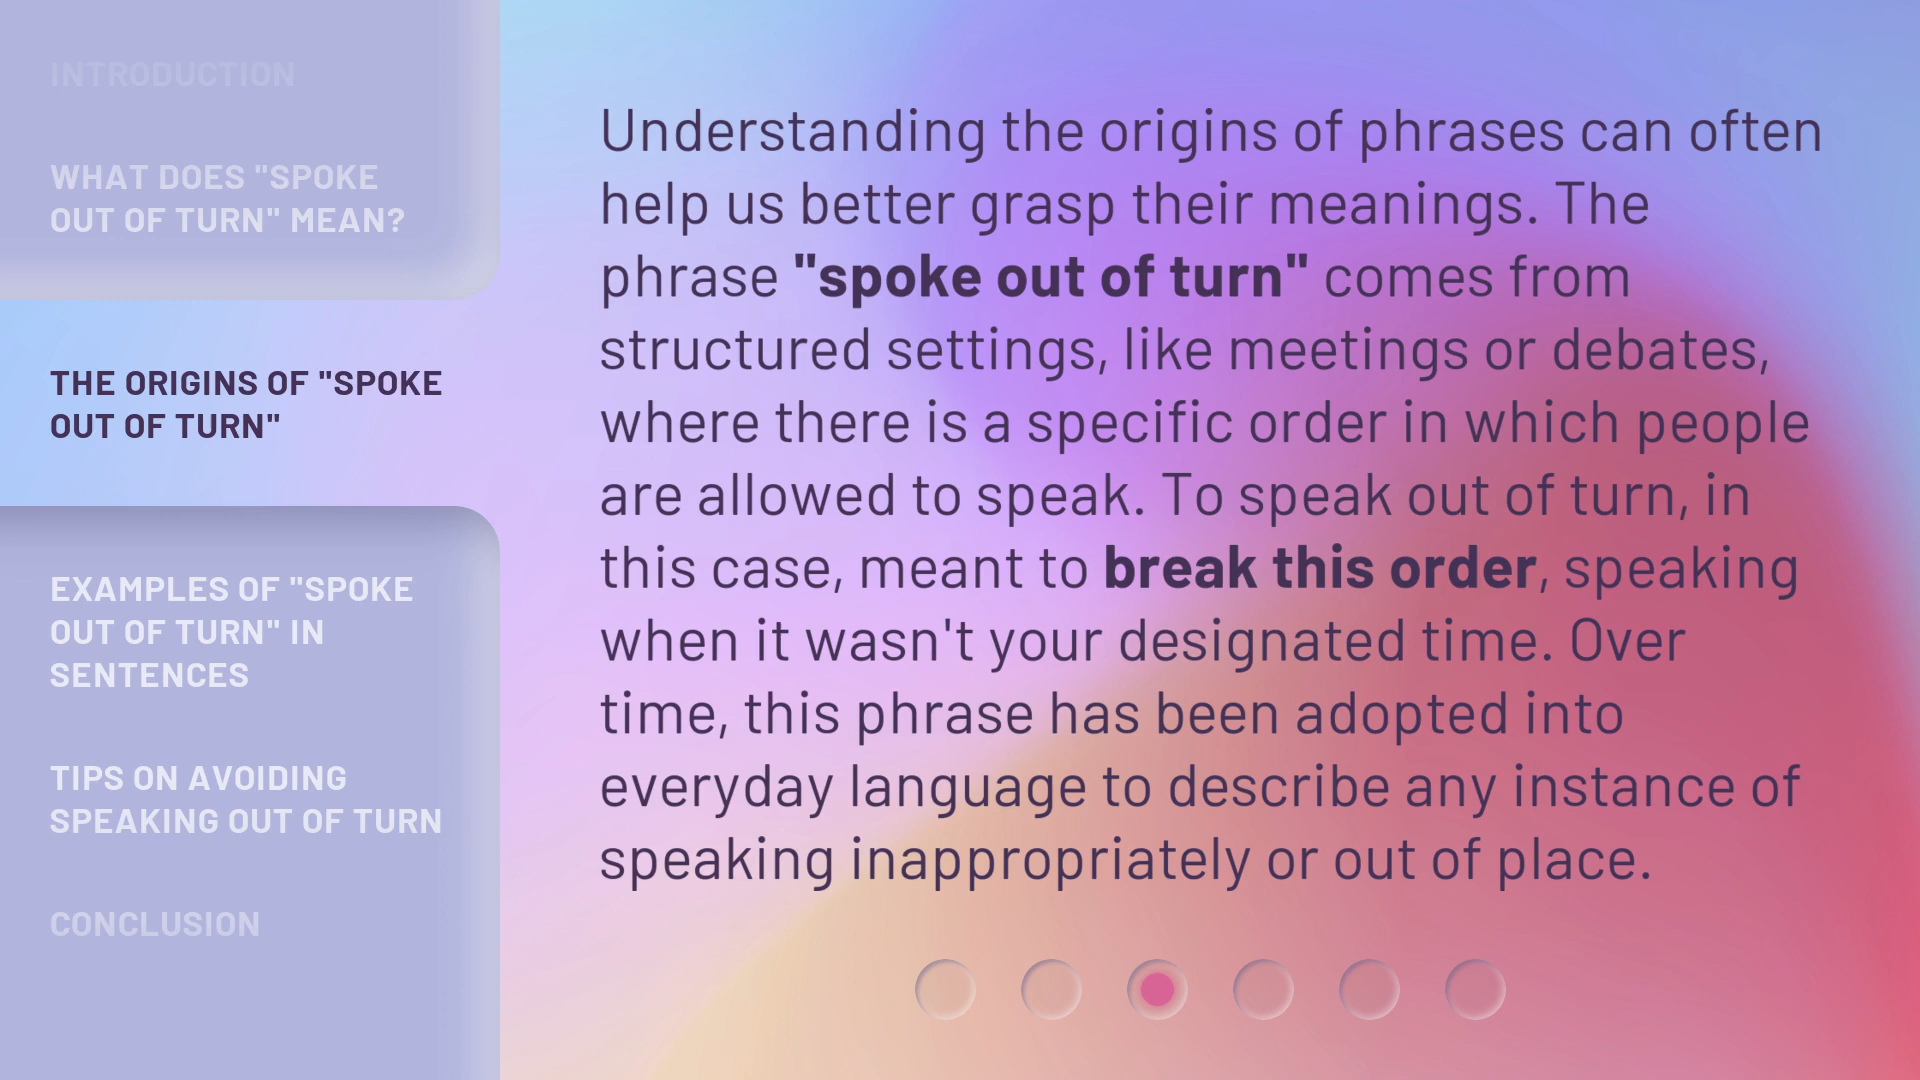 INTRODUCTION
WHAT DOES "SPOKE
OUT OF TURN" MEAN?
THE ORIGINS OF "SPOKE
OUT OF TURN"
EXAMPLES OF "SPOKE
OUT OF TURN" IN
SENTENCES
TIPS ON AVOIDING
SPEAKING OUT OF TURN
CONCLUSION
Understanding the origins of phrases can often
help us better grasp their meanings. The
phrase "spoke out of turn" comes from
structured settings, like meetings or debates,
where there is a specific order in which people
are allowed to speak. To speak out of turn, in
this case, meant to break this order, speaking
when it wasn't your designated time. Over
time, this phrase has been adopted into
everyday language to describe any instance of
speaking inappropriately or out of place.